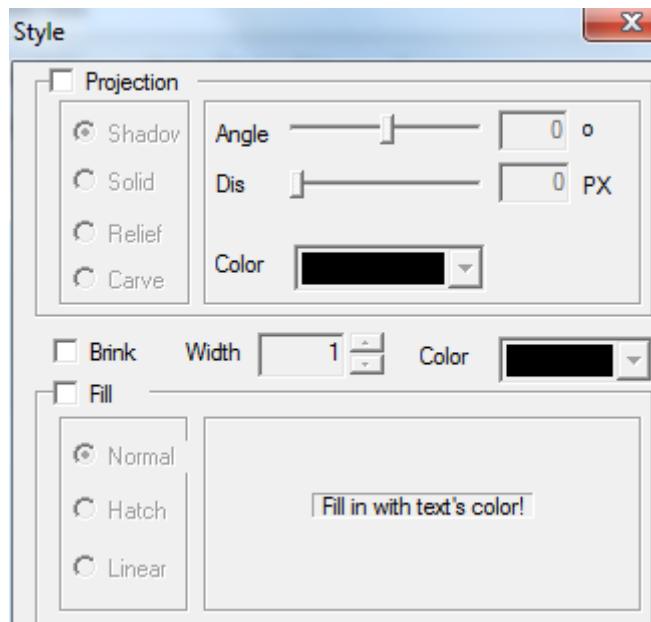 Style
Projection
Shadov
Angle 0 o
Solid
Dis 0 PX
Relief
Color
Carve
Brink Width 1 Color
Fill
Normal
Hatch
Fill in with text's color!
Linear